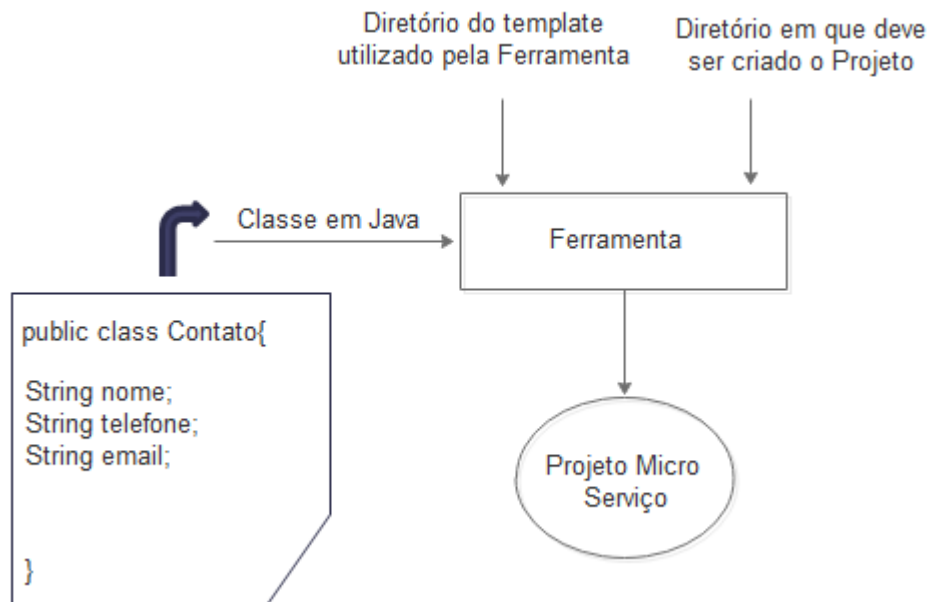 Diretório do template
utilizado pela Ferramenta
Diretório em que deve
ser criado o Projeto
Classe em Java
Ferramenta
public class Contato{
String nome;
String telefone;
String email;
}
Projeto Micro
Serviço